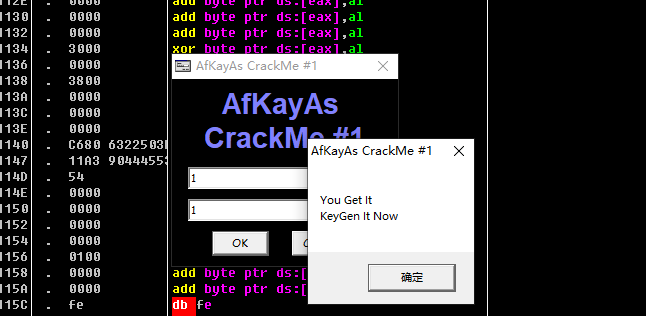 112E . 0000 add byte ptr ds:[eax],al
1130 . 0000 add byte ptr ds:[eax],al
1132 . 0000 add byte ptr ds:[eax],al
1134 . 3000 xor byte ptr ds:[eax],al
1136 . 0000
1138 . 3800
113A . 0000
113C . 0000
113E . 0000
1140 . C680 6322503
1147 . 11A3 90444553
114D . 54
114E . 0000
1150 . 0000
1152 . 0000
1154 . 0000
1156 . 0100
1158 . 0000 add byte ptr ds:[
115A . 0000 add byte ptr ds:[
115C . fe db fe
AfKayAs CrackMe #1
AfKayAs
CrackMe #1
1
1
OK
AfKayAs CrackMe #1
You Get It
KeyGen It Now
确定